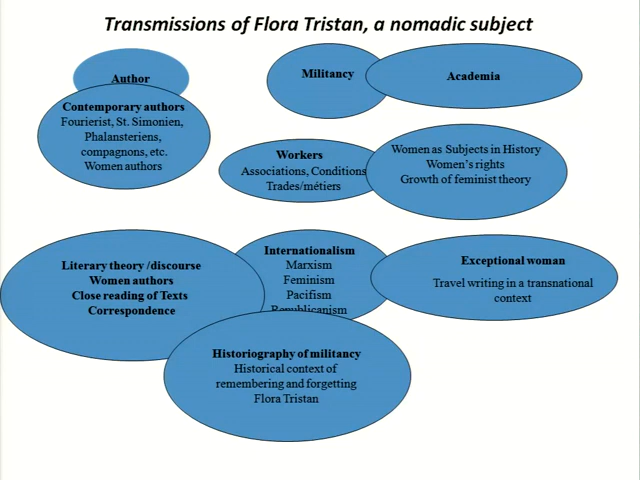 Transmissions of Flora Tristan, a nomadic subject
Author
Militancy
Academia
Contemporary authors
Fourierist, St. Simonien,
Phalansteriens,
compagnons, etc.
Women authors
Workers
Associations, Conditions
Trades/métiers
Women as Subjects in History
Women's rights
Growth of feminist theory
Literary theory /discourse
Women authors
Close reading of Texts
Correspondence
Internationalism
Marxism
Feminism
Pacifism
Republicanism
Exceptional woman
Travel writing in a transnational
context
Historiography of militancy
Historical context of
remembering and forgetting
Flora Tristan